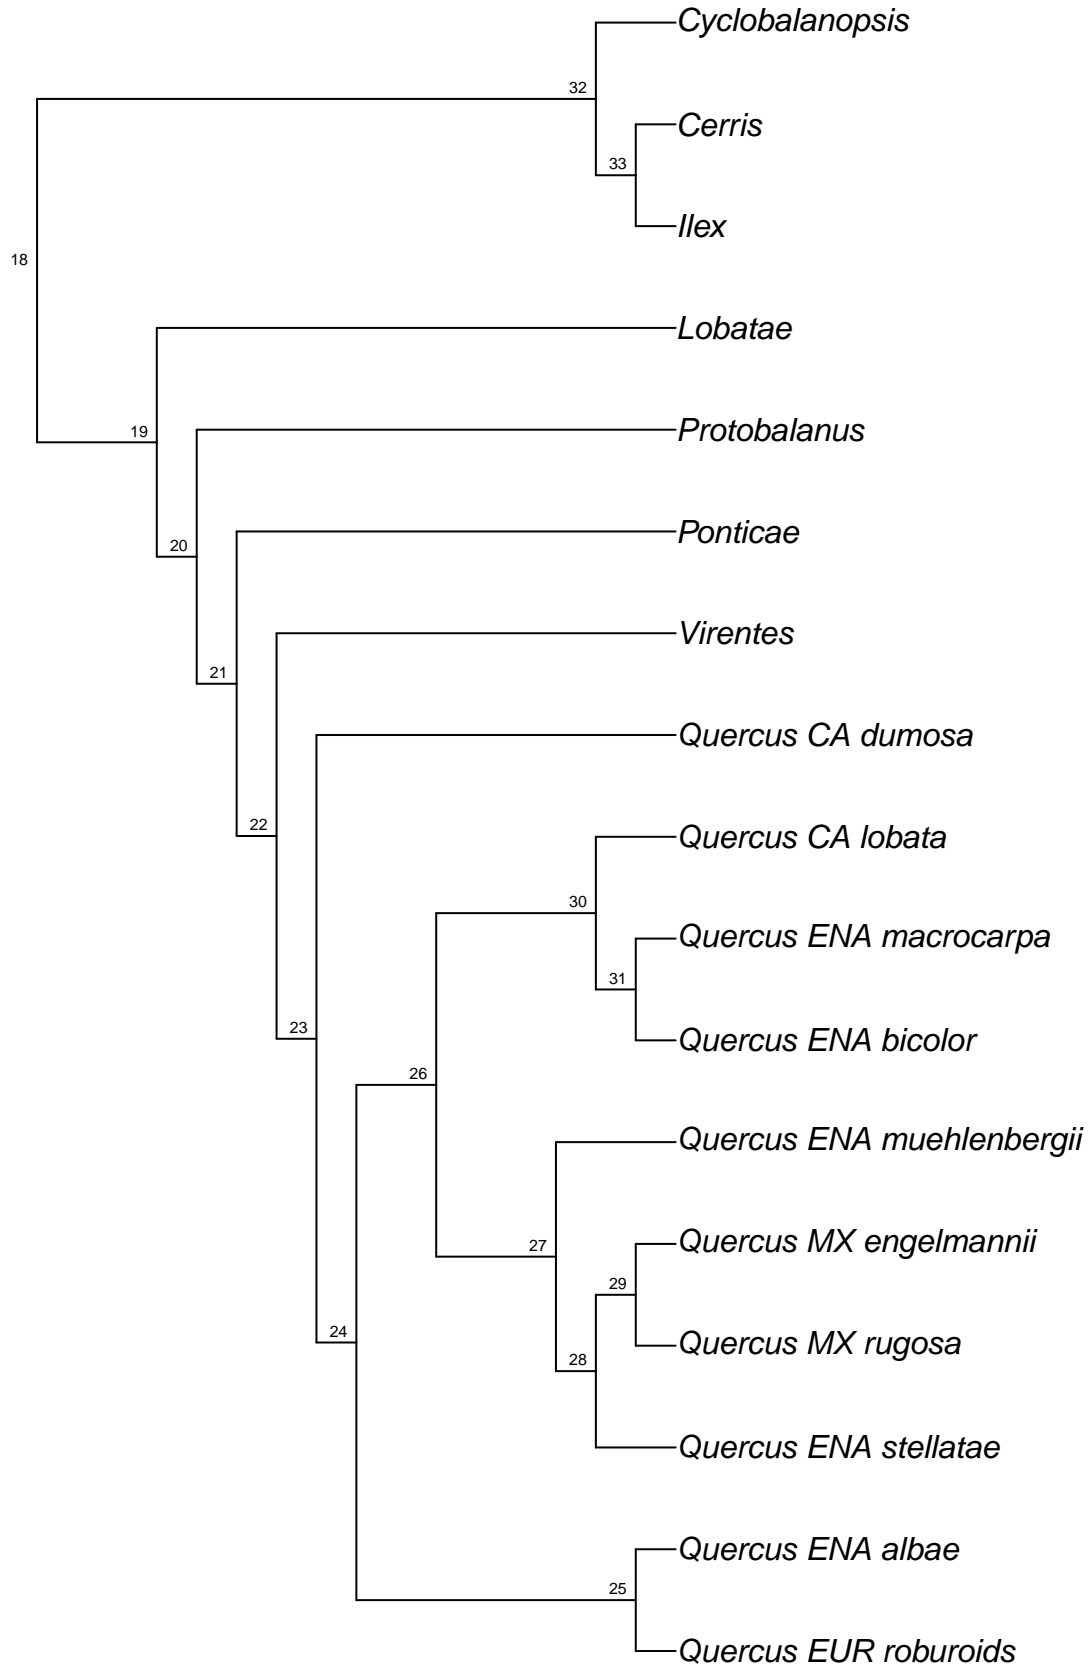 Cyclobalanopsis
32
Cerris
33
Ilex
18
Lobatae
19
Protobalanus
Ponticae
20
Virentes
21
Quercus CA dumosa
22
Quercus CA lobata
30
Quercus ENA macrocarpa
31
23
Quercus ENA bicolor
26
Quercus ENA muehlenbergii
27
Quercus MX engelmannii
29
24
Quercus MX rugosa
28
Quercus ENA stellatae
Quercus ENA albae
25
Quercus EUR roburoids